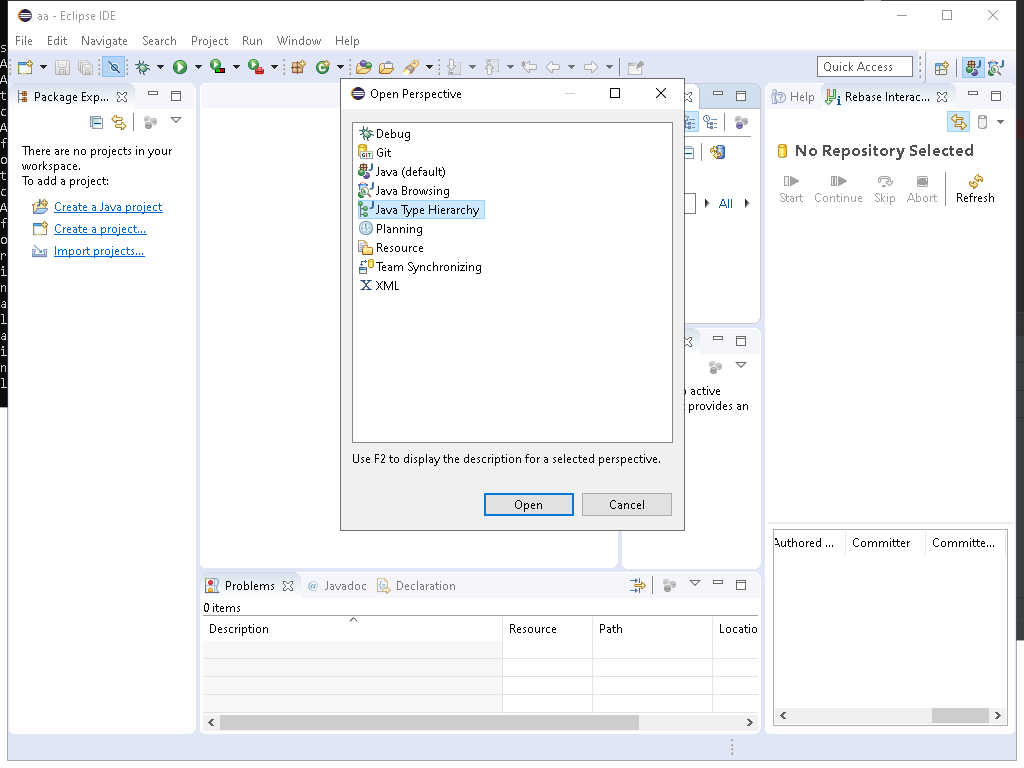 aa - Eclipse IDE
File Edit Navigate Search Project Run Window Help
Quick Access
Package Exp...
There are no projects in your
workspace.
To add a project:
Create a Java project
Create a project...
Import projects...
Open Perspective
Debug
GIT Git
Java (default)
Java Browsing
Java Type Hierarchy
Planning
Resource
Team Synchronizing
X XML
Use F2 to display the description for a selected perspective.
Open Cancel
All
active
provides an
Help Rebase Interac...
No Repository Selected
Start Continue Skip Abort Refresh
Authored ... Committer Committe...
Problems @ Javadoc Declaration
0 items
Description Resource Path Locatio